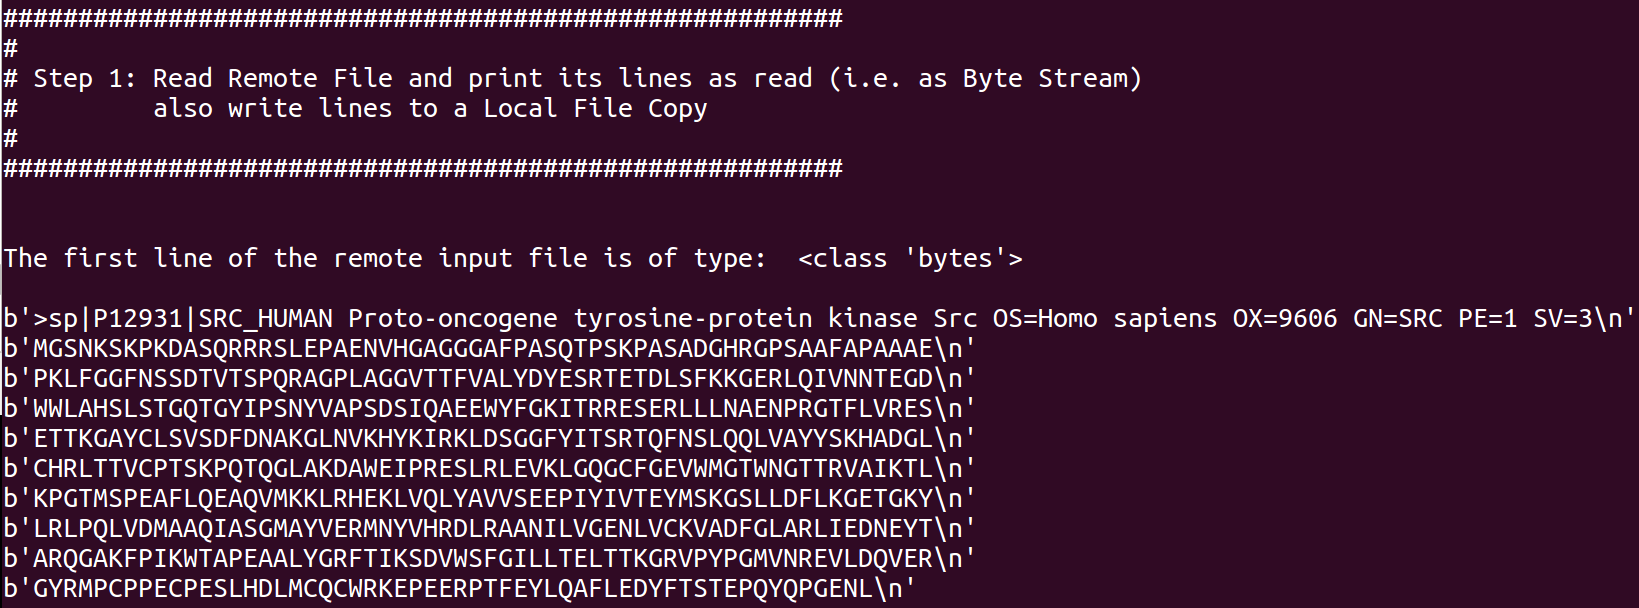 ########################################################
#
# Step 1: Read Remote File and print its lines as read (i.e. as Byte Stream)
#         also write lines to a Local File Copy
#
########################################################
The first line of the remote input file is of type:  <class 'bytes'>
b'>sp|P12931|SRC_HUMAN Proto-oncogene tyrosine-protein kinase Src OS=Homo sapiens OX=9606 GN=SRC PE=1 SV=3\n'
b'MGSNKSKPKDASQRRRSLEPAENVHGAGGGAFPASQTPSKPASADGHRGPSAAFAPAAAE\n'
b'PKLFGGFNSSDTVTSPQRAGPLAGGVTTFVALYDYESRTETDLSFKKGERLQIVNNTEGD\n'
b'WWLAHSLSTGQTGYIPSNYVAPSDSIQAEEWYFGKITRRESERLLLNAENPRGTFLVRES\n'
b'ETTKGAYCLSVSDFDNAKGLNVKHYKIRKLDSGGFYITSRTQFNSLQQLVAYYSKHADGL\n'
b'CHRLTTVCPTSKPQTQGLAKDAWEIPRESLRLEVKLGQGCFGEVWMGTWNGTTRVAIKTL\n'
b'KPGTMSPEAFLQEAQVMKKLRHEKLVQLYAVVSEEPIYIVTEYMSKGSLLDFLKGETGKY\n'
b'LRLPQLVDMAAQIASGMAYVERMNYVHRDLRAANILVGENLVCKVADFGLARLIEDNEYT\n'
b'ARQGAKFPIKWTAPEAALYGRFTIKSDVWSFGILLTELTTKGRVPYPGMVNREVLDQVER\n'
b'GYRMPCPPECPESLHDLMCQCWRKEPEERPTFEYLQAFLEDYFTSTEPQYQPGENL\n'